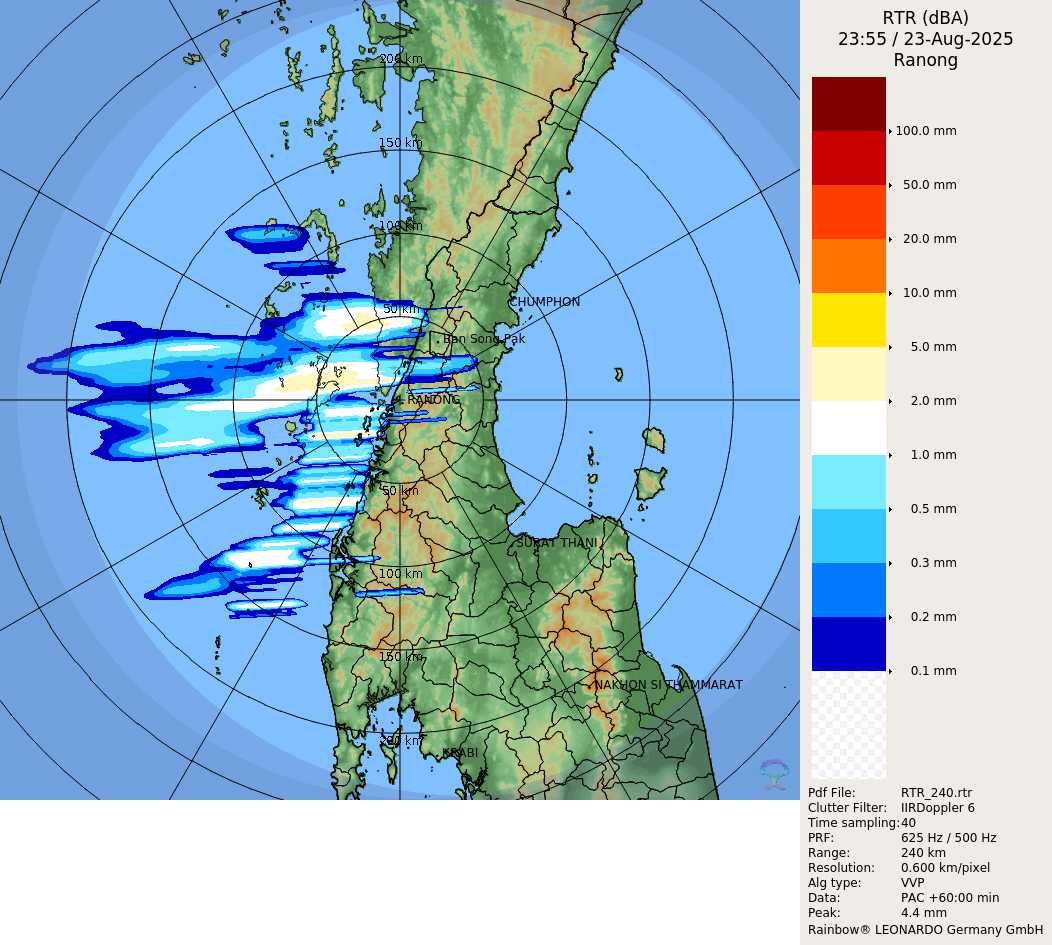 RTR (dBA)
23:55 / 23-Aug-2025
Ranong
100.0 mm
50.0 mm
20.0 mm
10.0 mm
5.0 mm
2.0 mm
1.0 mm
0.5 mm
0.3 mm
0.2 mm
0.1 mm
Pdf File: RTR_240.rtr
Clutter Filter: IIRDoppler 6
Time sampling: 40
PRF: 625 Hz / 500 Hz
Range: 240 km
Resolution: 0.600 km/pixel
Alg type: VVP
Data: PAC +60:00 min
Peak: 4.4 mm
Rainbow® LEONARDO Germany GmbH
200 km
150 km
100 km
CHUMPHON
50 km
Ban Song Pak
RANONG
50 km
SURAT THANI
100 km
150 km
NAKHON SI THAMMARAT
200 km
KRABI